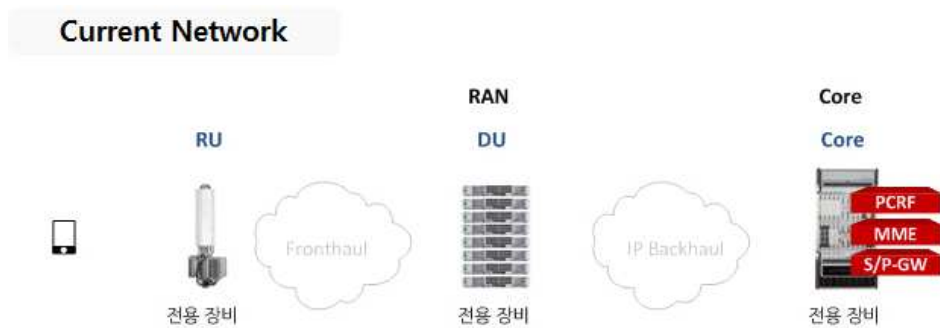 Current Network
RAN
Core
RU
DU
Core
PCRF
Fronthaul
IP Backhaul
MME
S/P-GW
전용 장비
전용 장비
전용 장비